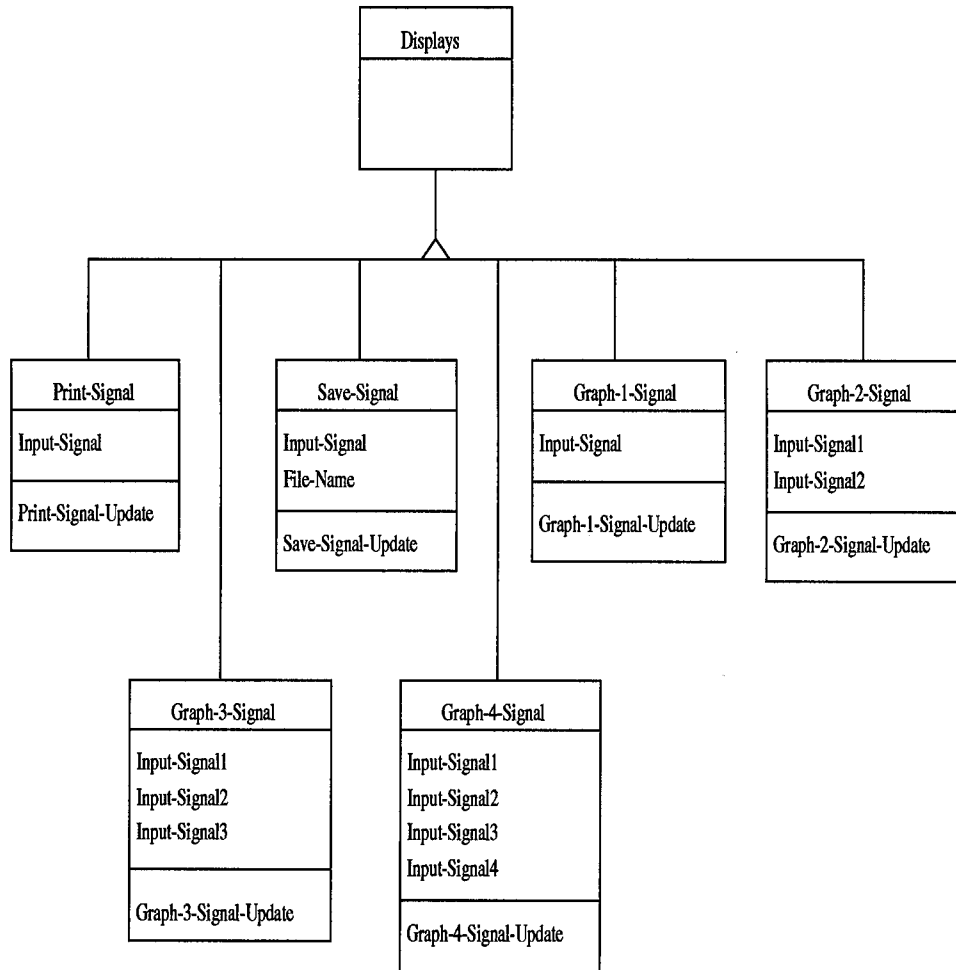 Displays
Print-Signal
Input-Signal
Print-Signal-Update
Save-Signal
Input-Signal
File-Name
Save-Signal-Update
Graph-1-Signal
Input-Signal
Graph-1-Signal-Update
Graph-2-Signal
Input-Signal1
Input-Signal2
Graph-2-Signal-Update
Graph-3-Signal
Input-Signal1
Input-Signal2
Input-Signal3
Graph-3-Signal-Update
Graph-4-Signal
Input-Signal1
Input-Signal2
Input-Signal3
Input-Signal4
Graph-4-Signal-Update